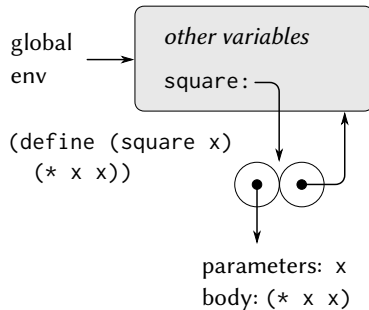 global
env
other variables
square:
(define (square x)
(* x x))
parameters: x
body: (* x x)